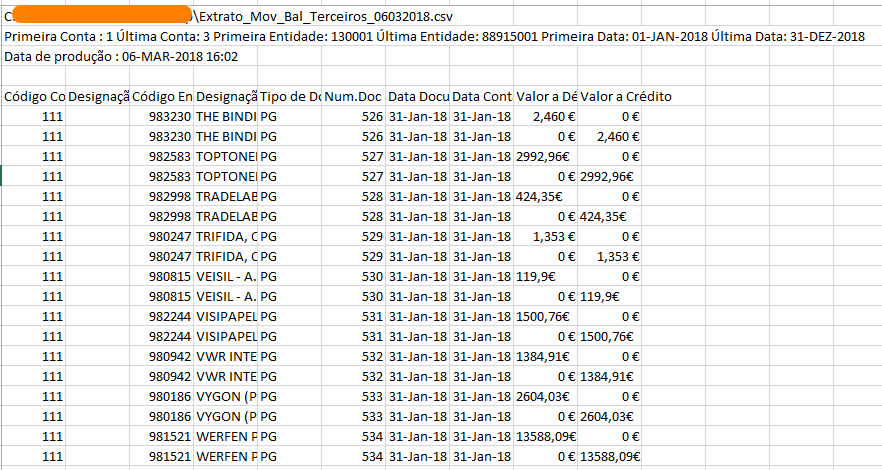 C p\Extrato_Mov_Bal_Terceiros_06032018.csv
Primeira Conta : 1 Última Conta: 3 Primeira Entidade: 130001 Última Entidade: 88915001 Primeira Data: 01-JAN-2018 Última Data: 31-DEZ-2018
Data de produção : 06-MAR-2018 16:02
Código Co Designaçã Código En Designaçã Tipo de Do Num.Doc Data Docu Data Cont Valor a Dé Valor a Crédito
111 983230 THE BINDI PG 526 31-Jan-18 31-Jan-18 2,460 € 0 €
111 983230 THE BINDI PG 526 31-Jan-18 31-Jan-18 0 € 2,460 €
111 982583 TOPTONE PG 527 31-Jan-18 31-Jan-18 2992,96€ 0 €
111 982583 TOPTONE PG 527 31-Jan-18 31-Jan-18 0 € 2992,96€
111 982998 TRADELAB PG 528 31-Jan-18 31-Jan-18 424,35€ 0 €
111 982998 TRADELAB PG 528 31-Jan-18 31-Jan-18 0 € 424,35€
111 980247 TRIFIDA, C PG 529 31-Jan-18 31-Jan-18 1,353 € 0 €
111 980247 TRIFIDA, C PG 529 31-Jan-18 31-Jan-18 0 € 1,353 €
111 980815 VEISIL - A. PG 530 31-Jan-18 31-Jan-18 119,9€ 0 €
111 980815 VEISIL - A. PG 530 31-Jan-18 31-Jan-18 0 € 119,9€
111 982244 VISIPAPEL PG 531 31-Jan-18 31-Jan-18 1500,76€ 0 €
111 982244 VISIPAPEL PG 531 31-Jan-18 31-Jan-18 0 € 1500,76€
111 980942 VWR INTE PG 532 31-Jan-18 31-Jan-18 1384,91€ 0 €
111 980942 VWR INTE PG 532 31-Jan-18 31-Jan-18 0 € 1384,91€
111 980186 VYGON (P PG 533 31-Jan-18 31-Jan-18 2604,03€ 0 €
111 980186 VYGON (P PG 533 31-Jan-18 31-Jan-18 0 € 2604,03€
111 981521 WERFEN P PG 534 31-Jan-18 31-Jan-18 13588,09€ 0 €
111 981521 WERFEN P PG 534 31-Jan-18 31-Jan-18 0 € 13588,09€